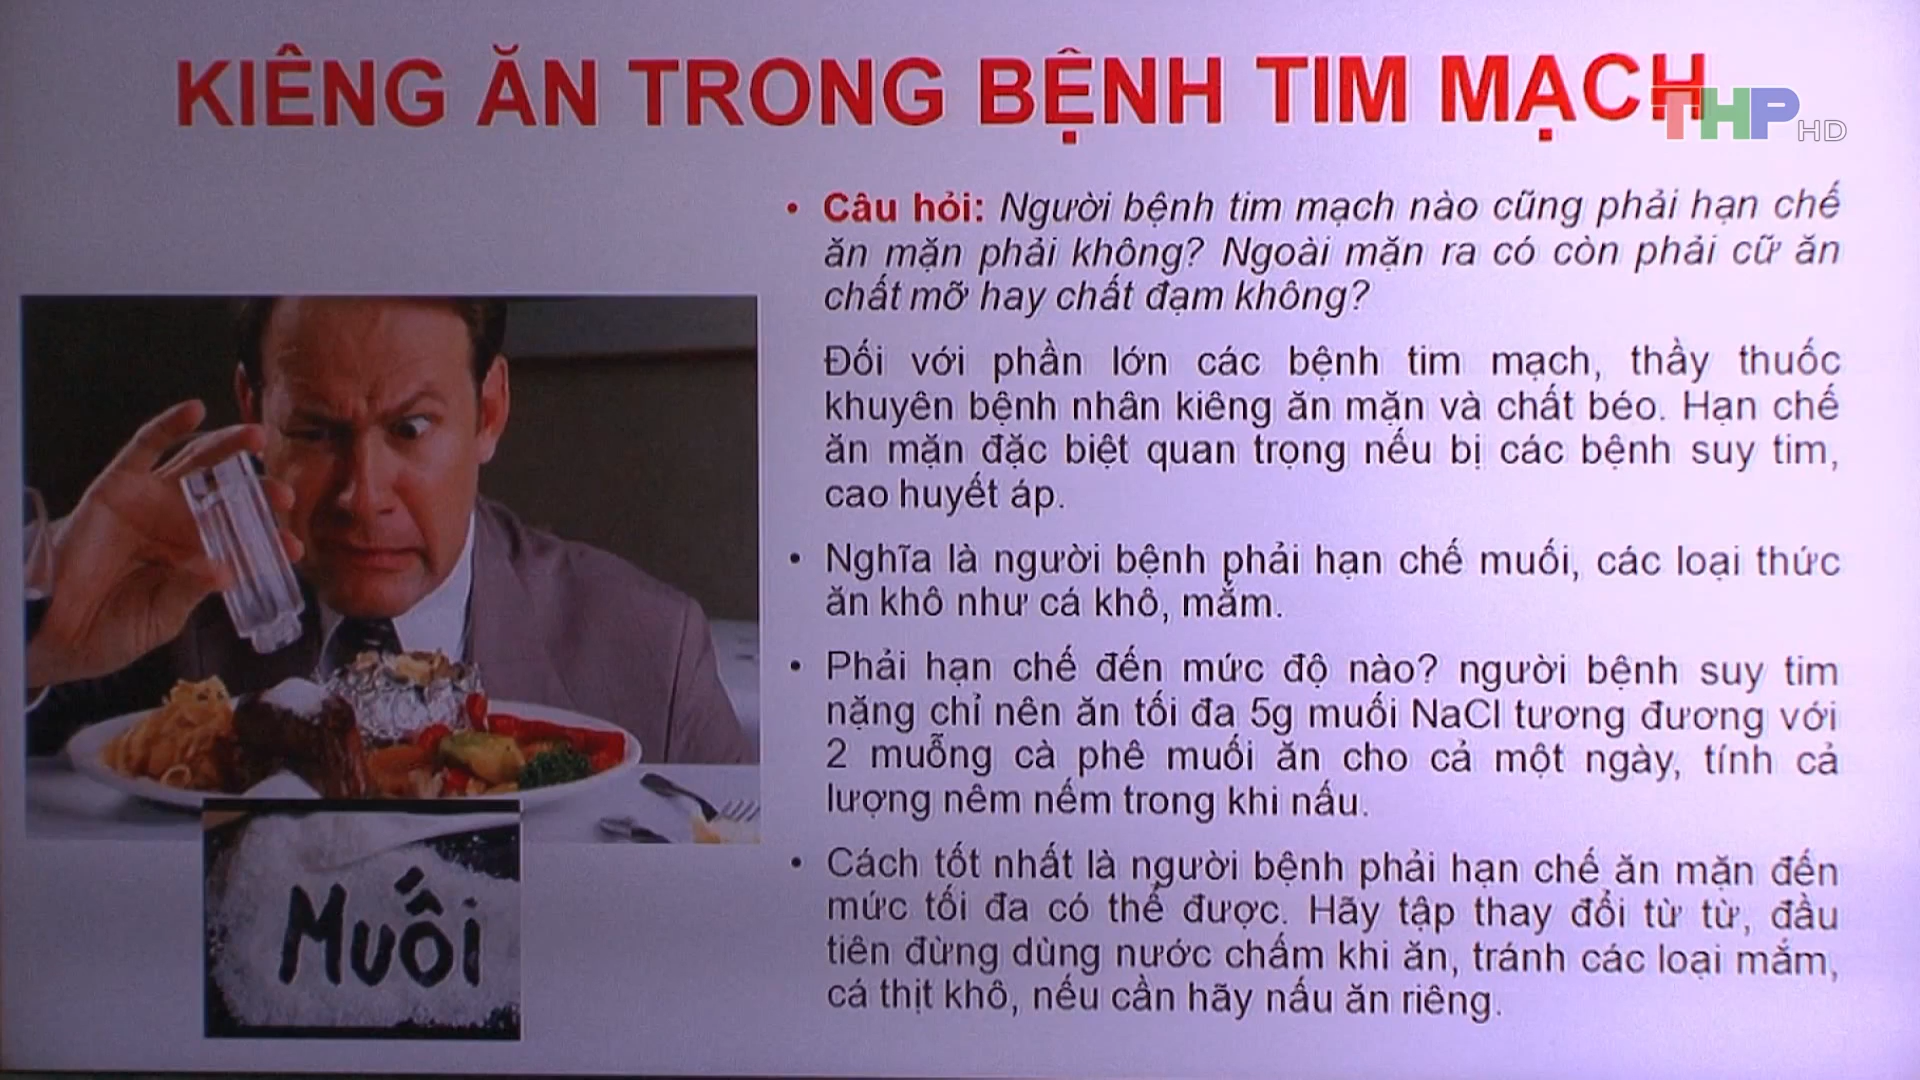 KIÊNG ĂN TRONG BỆNH TIM MẠCH
THP HD
• Câu hỏi: Người bệnh tim mạch nào cũng phải hạn chế
ăn mặn phải không? Ngoài mặn ra có còn phải cữ ăn
chất mỡ hay chất đạm không?
Đối với phần lớn các bệnh tim mạch, thầy thuốc
khuyên bệnh nhân kiêng ăn mặn và chất béo. Hạn chế
ăn mặn đặc biệt quan trọng nếu bị các bệnh suy tim,
cao huyết áp.
• Nghĩa là người bệnh phải hạn chế muối, các loại thức
ăn khô như cá khô, mắm.
• Phải hạn chế đến mức độ nào? người bệnh suy tim
nặng chỉ nên ăn tối đa 5g muối NaCl tương đương với
2 muỗng cà phê muối ăn cho cả một ngày, tính cả
lượng nêm nếm trong khi nấu.
• Cách tốt nhất là người bệnh phải hạn chế ăn mặn đến
mức tối đa có thể được. Hãy tập thay đổi từ từ, đầu
tiên đừng dùng nước chấm khi ăn, tránh các loại mắm,
cá thịt khô, nếu cần hãy nấu ăn riêng.
Muối